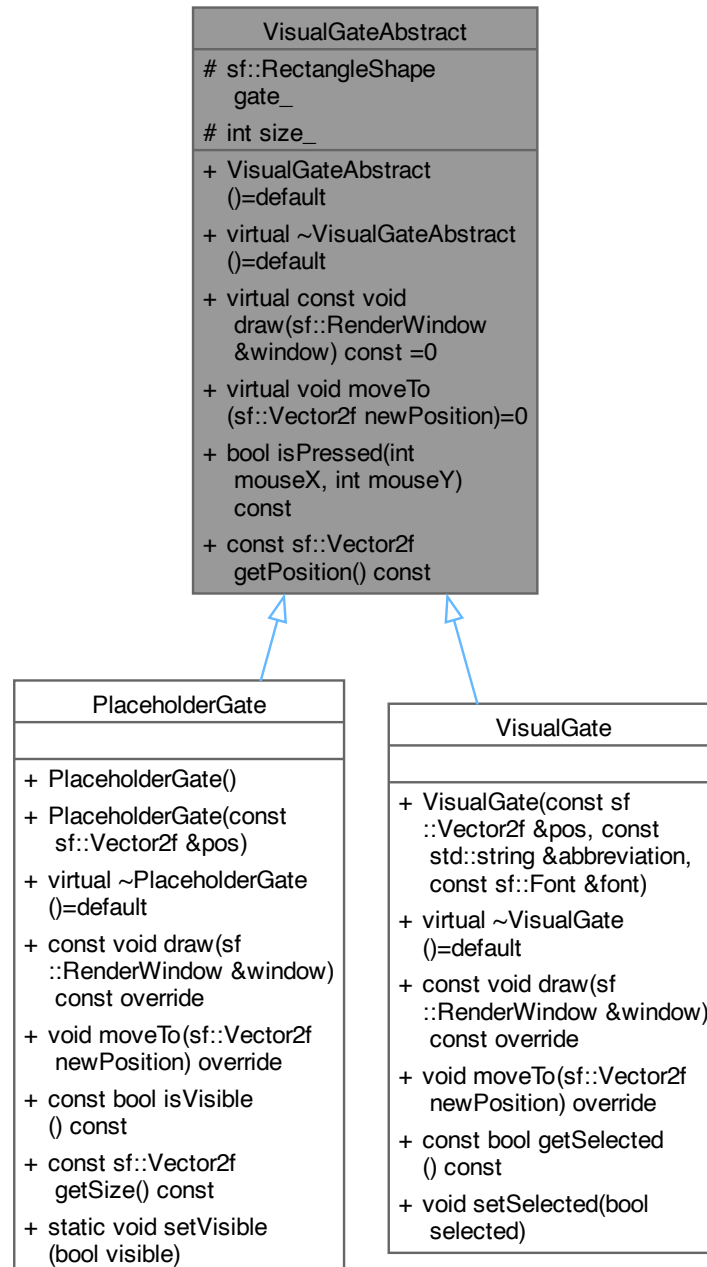 VisualGateAbstract
# sf::RectangleShape
gate_
# int size_
+ VisualGateAbstract
()=default
+ virtual ~VisualGateAbstract
()=default
+ virtual const void
draw(sf::RenderWindow
&window) const =0
+ virtual void moveTo
(sf::Vector2f newPosition)=0
+ bool isPressed(int
mouseX, int mouseY)
const
+ const sf::Vector2f
getPosition() const
PlaceholderGate
+ PlaceholderGate()
+ PlaceholderGate(const
sf::Vector2f &pos)
+ virtual ~PlaceholderGate
()=default
+ const void draw(sf
::RenderWindow &window)
const override
+ void moveTo(sf::Vector2f
newPosition) override
+ const bool isVisible
() const
+ const sf::Vector2f
getSize() const
+ static void setVisible
(bool visible)
VisualGate
+ VisualGate(const sf
::Vector2f &pos, const
std::string &abbreviation,
const sf::Font &font)
+ virtual ~VisualGate
()=default
+ const void draw(sf
::RenderWindow &window)
const override
+ void moveTo(sf::Vector2f
newPosition) override
+ const bool getSelected
() const
+ void setSelected(bool
selected)